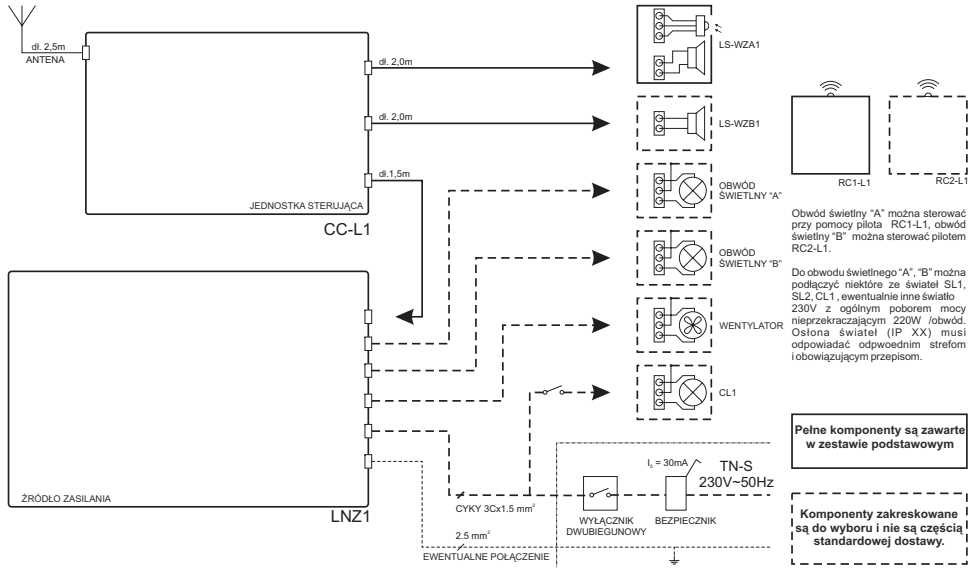 dł. 2,5m
ANTENA
dł. 2,0m
dł. 2,0m
dł.1,5m
JEDNOSTKA STERUJĄCA
CC-L1
ŹRÓDŁO ZASILANIA
LNZ1
LS-WZA1
LS-WZB1
OBWÓD
ŚWIETLNY "A"
OBWÓD
ŚWIETLNY "B"
WENTYLATOR
CL1
I₀ = 30mA
TN-S
230V~50Hz
CYKY 3Cx1.5 mm²
WYŁĄCZNIK
DWUBIEGUNOWY
BEZPIECZNIK
2.5 mm²
EWENTUALNE POŁĄCZENIE
RC1-L1
RC2-L1
Obwód świetlny "A" można sterować
przy pomocy pilota RC1-L1, obwód
świetlny "B" można sterować pilotem
RC2-L1.
Do obwodu świetlnego "A", "B" można
podłączyć niektóre ze świateł SL1,
SL2, CL1 , ewentualnie inne światło
230V z ogólnym poborem mocy
nieprzekraczającym 220W /obwód.
Osłona świateł (IP XX) musi
odpowiadać odpwoednim strefom
i obowiązującym przepisom.
Pełne komponenty są zawarte
w zestawie podstawowym
Komponenty zakreskowane
są do wyboru i nie są częścią
standardowej dostawy.